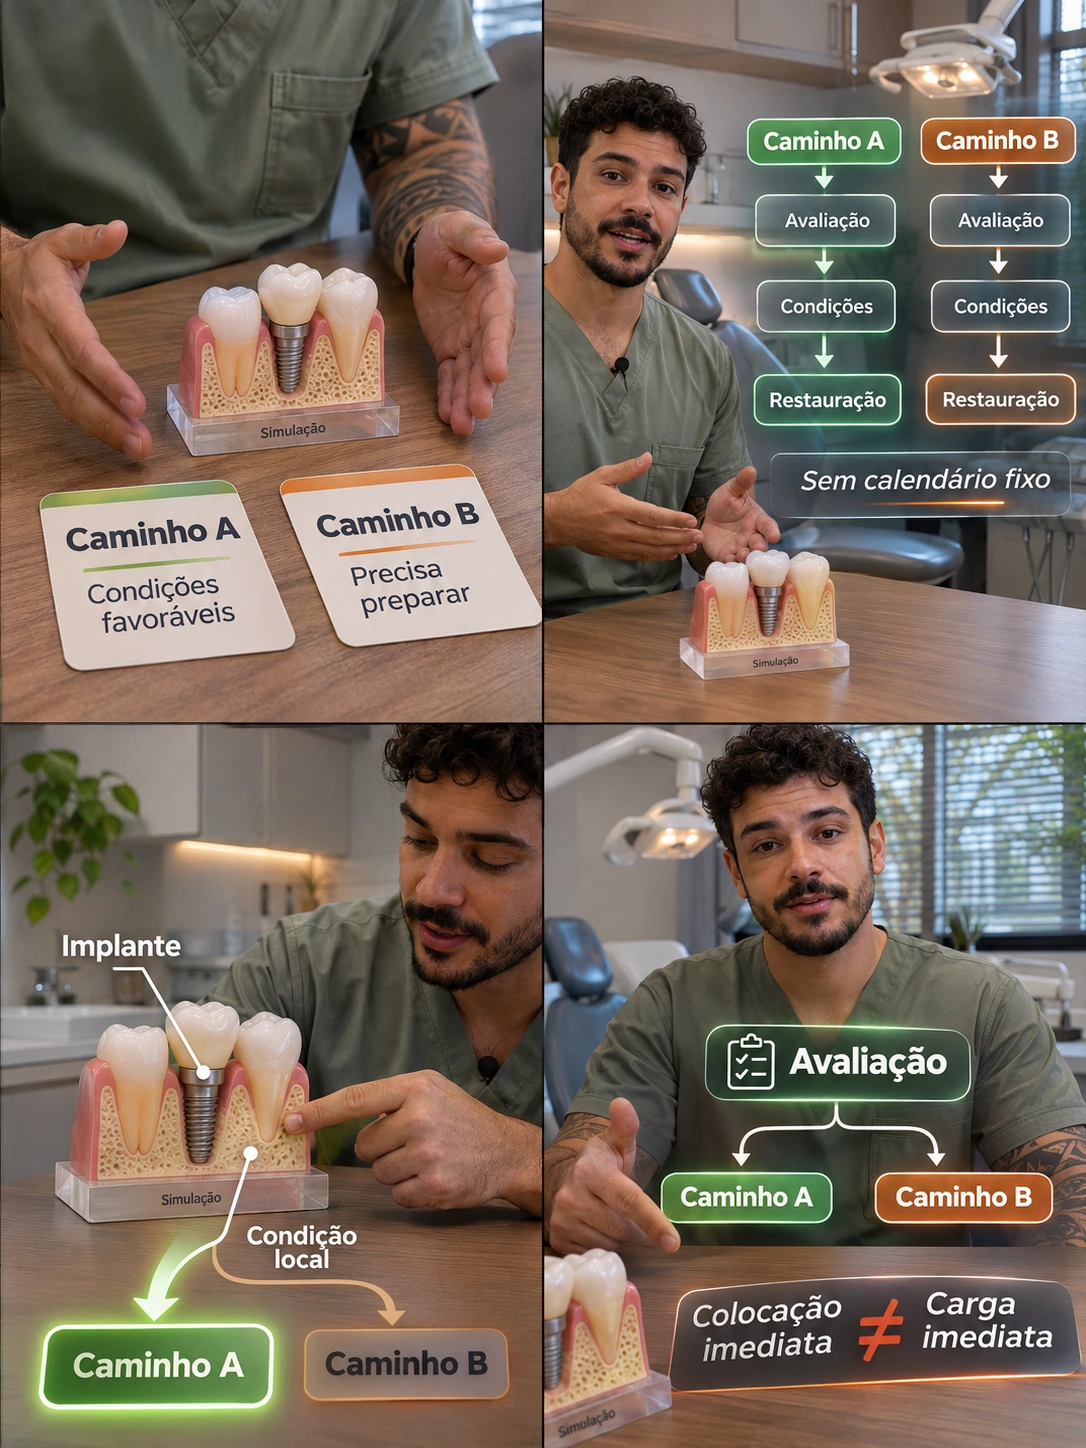 Simulação
Caminho A
Condições
favoráveis
Caminho B
Precisa
preparar
Caminho A
Caminho B
Avaliação
Avaliação
Condições
Condições
Restauração
Restauração
Sem calendário fixo
Simulação
Implante
Simulação
Condição
local
Caminho A
Caminho B
Avaliação
Caminho A
Caminho B
Colocação
imediata
≠
Carga
imediata
Simulação